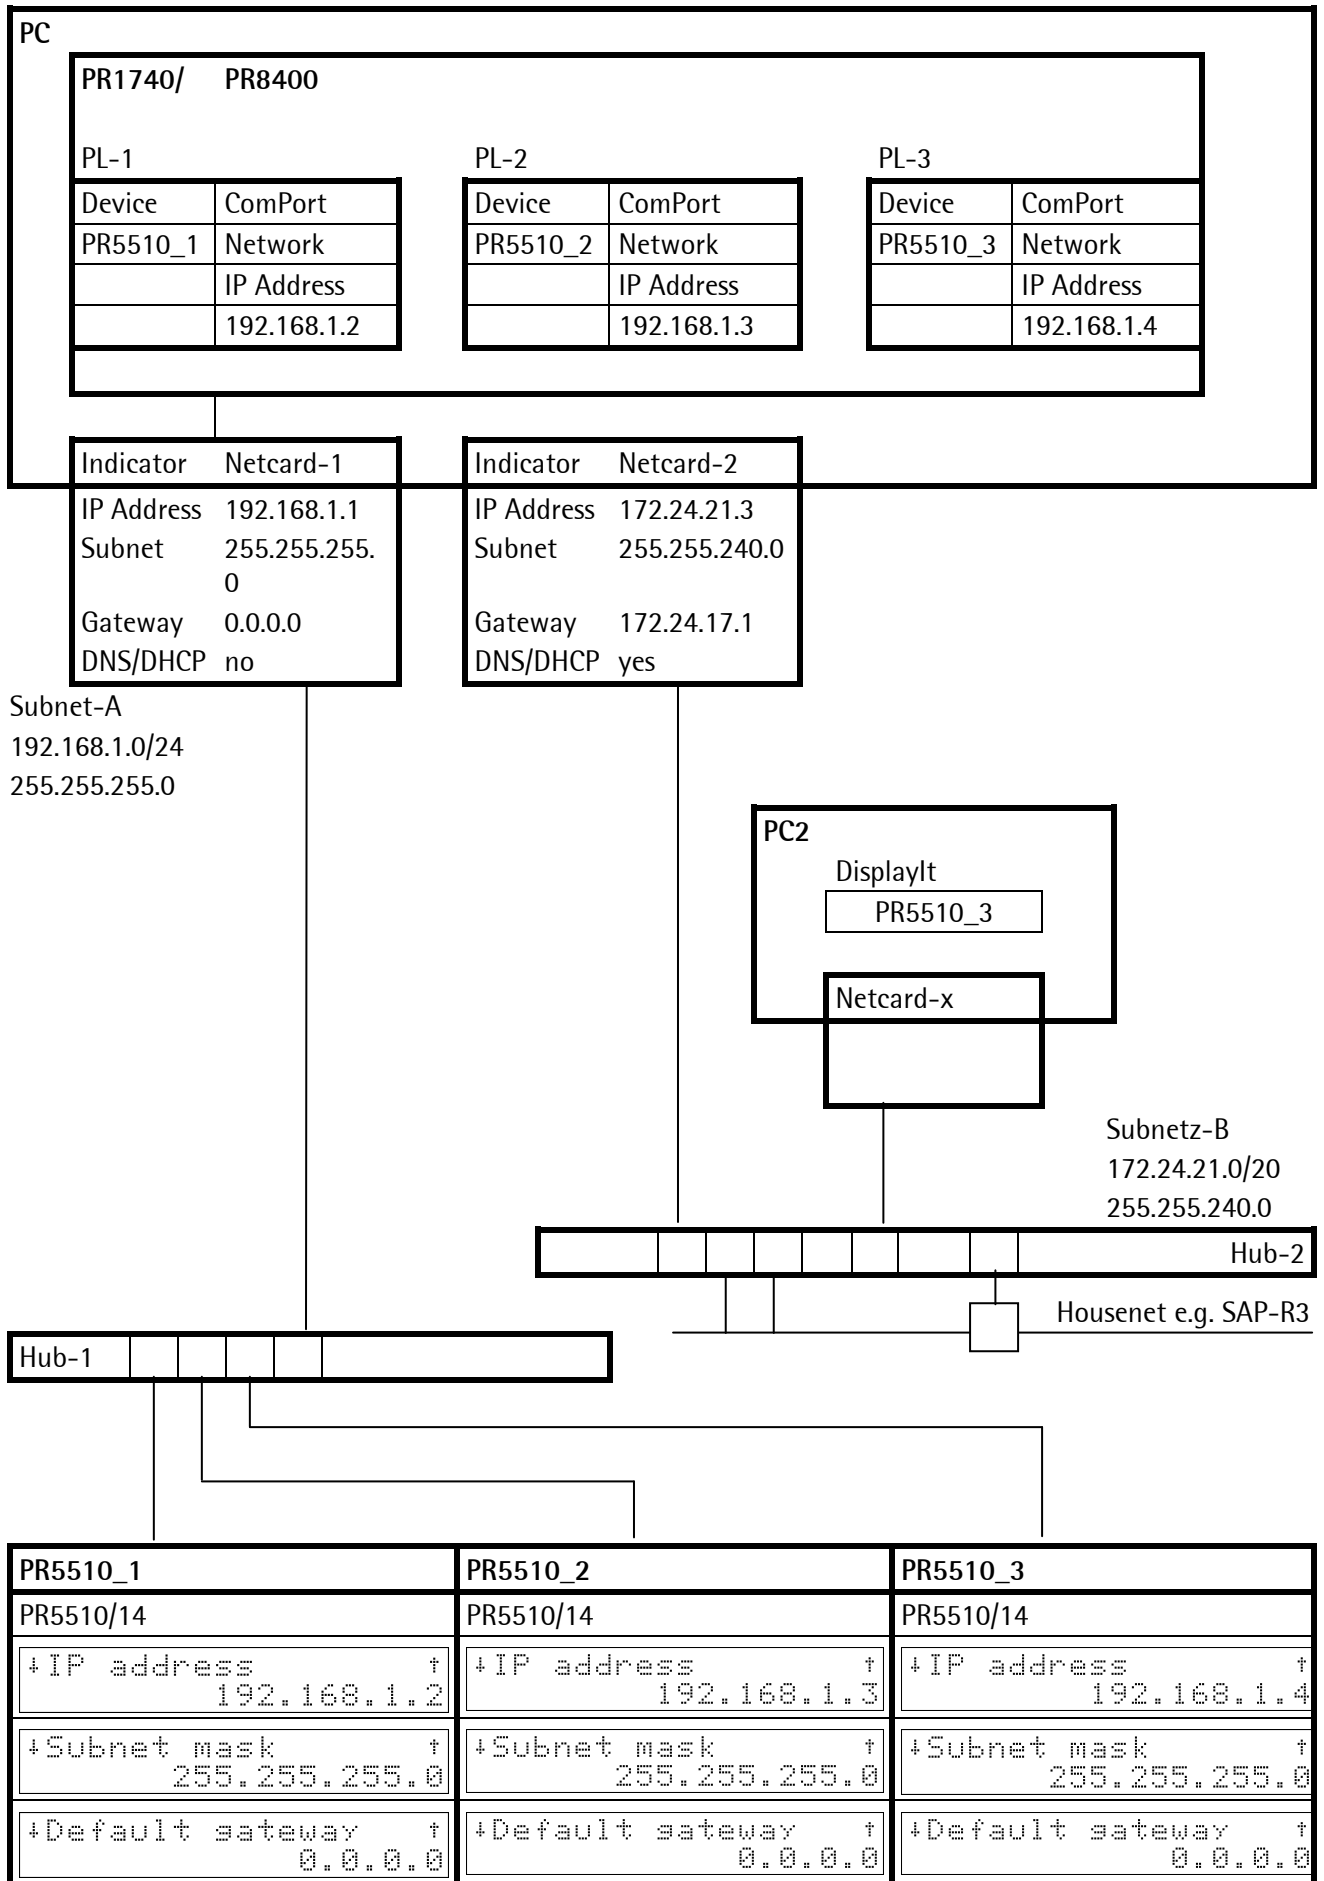 PC
PR1740/ PR8400
PL-1 PL-2 PL-3
Device ComPort Device ComPort Device ComPort
PR5510_1 Network PR5510_2 Network PR5510_3 Network
IP Address IP Address IP Address
192.168.1.2 192.168.1.3 192.168.1.4
Indicator Netcard-1 Indicator Netcard-2
IP Address 192.168.1.1 IP Address 172.24.21.3
Subnet 255.255.255. Subnet 255.255.240.0
0
Gateway 0.0.0.0 Gateway 172.24.17.1
DNS/DHCP no DNS/DHCP yes
Subnet-A
192.168.1.0/24
255.255.255.0
PC2
DisplayIt
PR5510_3
Netcard-x
Subnetz-B
172.24.21.0/20
255.255.240.0
Hub-2
Housenet e.g. SAP-R3
Hub-1
PR5510_1 PR5510_2 PR5510_3
PR5510/14 PR5510/14 PR5510/14
↓IP address ↑ ↓IP address ↑ ↓IP address ↑
192.168.1.2 192.168.1.3 192.168.1.4
↓Subnet mask ↑ ↓Subnet mask ↑ ↓Subnet mask ↑
255.255.255.0 255.255.255.0 255.255.255.0
↓Default gateway ↑ ↓Default gateway ↑ ↓Default gateway ↑
0.0.0.0 0.0.0.0 0.0.0.0